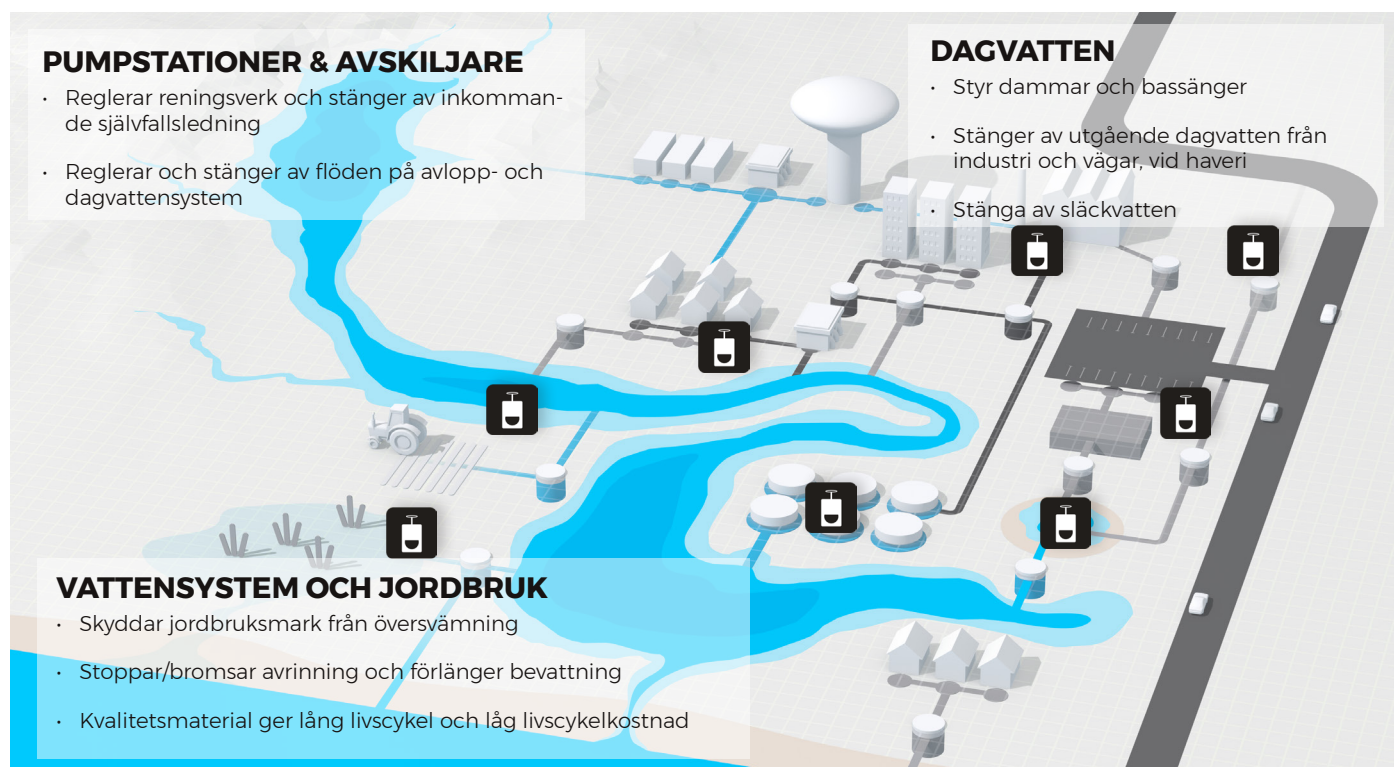 PUMPSTATIONER & AVSKILJARE
• Reglerar reningsverk och stänger av inkomman-
de självfallsledning
• Reglerar och stänger av flöden på avlopp- och
dagvattensystem
DAGVATTEN
• Styr dammar och bassänger
• Stänger av utgående dagvatten från
industri och vägar, vid haveri
• Stänga av släckvatten
VATTENSYSTEM OCH JORDBRUK
• Skyddar jordbruksmark från översvämning
• Stoppar/bromsar avrinning och förlänger bevattning
• Kvalitetsmaterial ger lång livscykel och låg livscykelkostnad